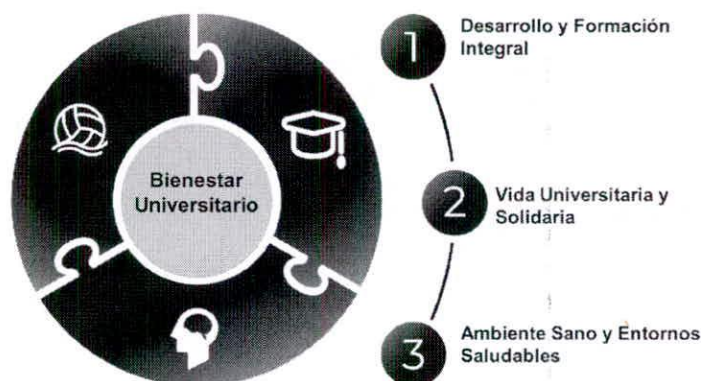 Bienestar
Universitario
1
Desarrollo y Formación
Integral
2
Vida Universitaria y
Solidaria
3
Ambiente Sano y Entornos
Saludables